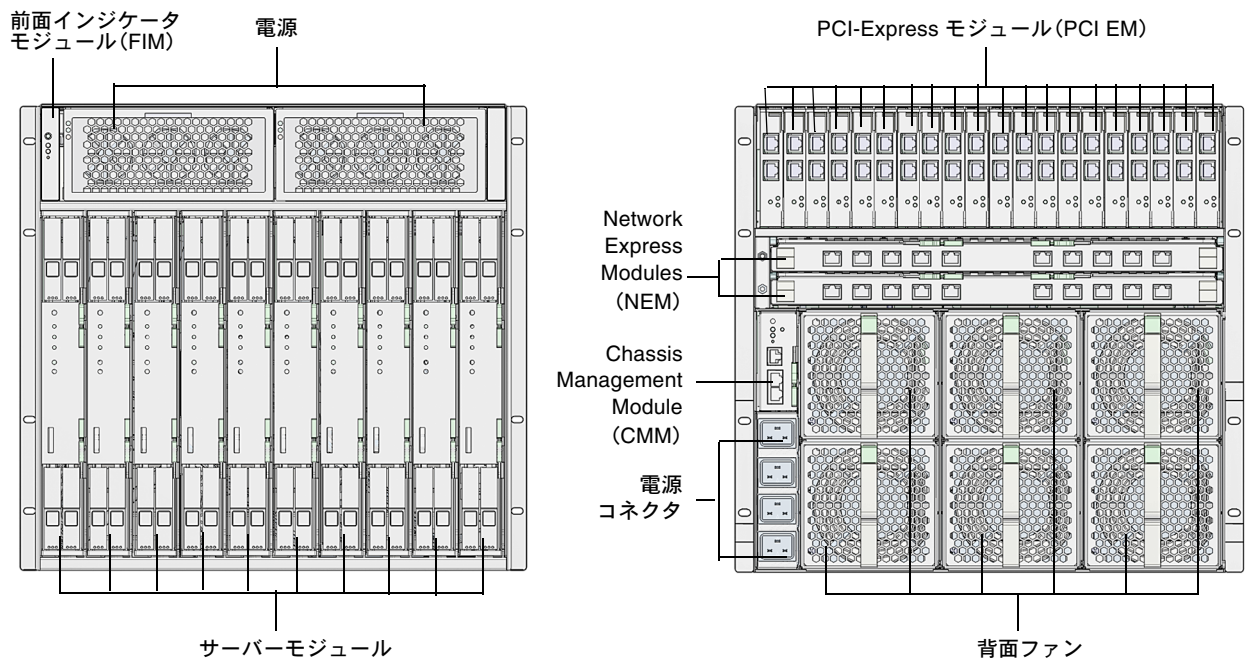 前面インジケータ
モジュール(FIM)
電源
サーバーモジュール
PCI-Express モジュール(PCI EM)
Network
Express
Modules
(NEM)
Chassis
Management
Module
(CMM)
電源
コネクタ
背面ファン